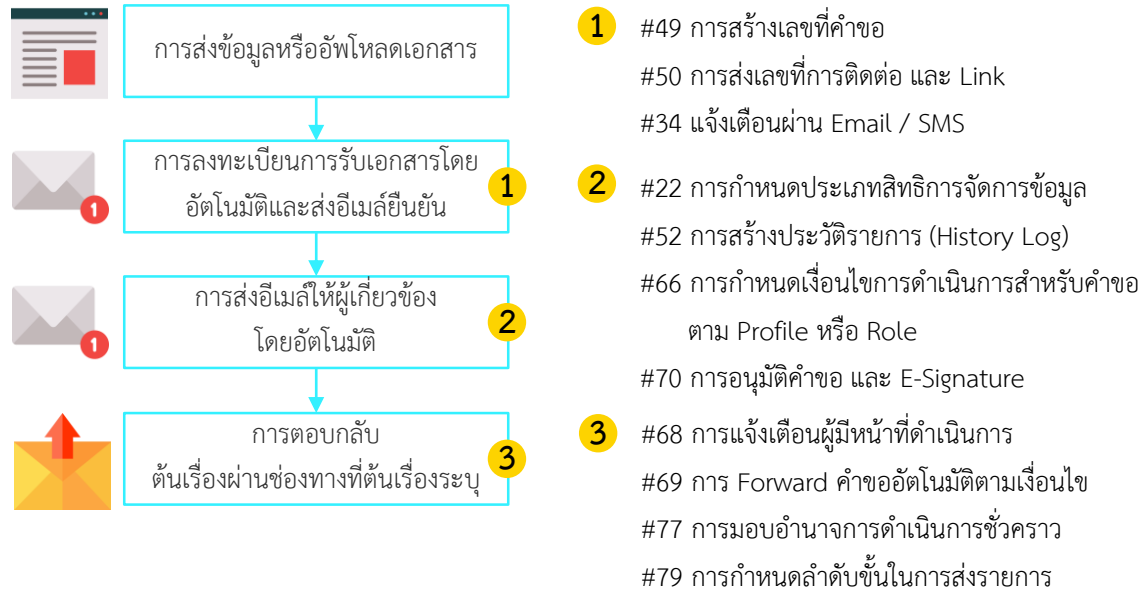 การส่งข้อมูลหรืออัพโหลดเอกสาร
การลงทะเบียนการรับเอกสารโดย
อัตโนมัติและส่งอีเมล์ยืนยัน
1
1
การส่งอีเมล์ให้ผู้เกี่ยวข้อง
โดยอัตโนมัติ
2
1
การตอบกลับ
ต้นเรื่องผ่านช่องทางที่ต้นเรื่องระบุ
3
1 #49 การสร้างเลขที่คำขอ
#50 การส่งเลขที่การติดต่อ และ Link
#34 แจ้งเตือนผ่าน Email / SMS
2 #22 การกำหนดประเภทสิทธิการจัดการข้อมูล
#52 การสร้างประวัติรายการ (History Log)
#66 การกำหนดเงื่อนไขการดำเนินการสำหรับคำขอ
ตาม Profile หรือ Role
#70 การอนุมัติคำขอ และ E-Signature
3 #68 การแจ้งเตือนผู้มีหน้าที่ดำเนินการ
#69 การ Forward คำขออัตโนมัติตามเงื่อนไข
#77 การมอบอำนาจการดำเนินการชั่วคราว
#79 การกำหนดลำดับขั้นในการส่งรายการ